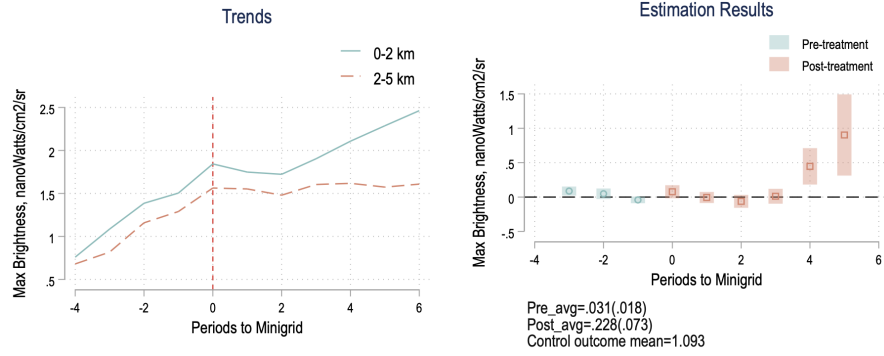 Trends
0-2 km
2-5 km
Max Brightness, nanoWatts/cm2/sr
2.5
2
1.5
1
.5
-4
-2
0
2
4
6
Periods to Minigrid
Estimation Results
Pre-treatment
Post-treatment
Max Brightness, nanoWatts/cm2/sr
1.5
1
.5
0
-.5
-4
-2
0
2
4
6
Periods to Minigrid
Pre_avg=.031(.018)
Post_avg=.228(.073)
Control outcome mean=1.093